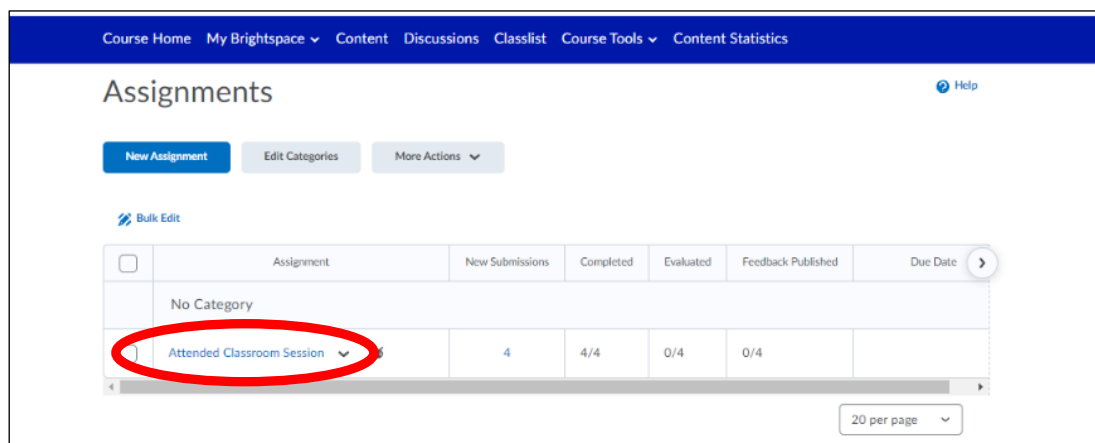 Course Home My Brightspace Content Discussions Classlist Course Tools Content Statistics
Assignments
Help
New Assignment Edit Categories More Actions
Bulk Edit
Assignment New Submissions Completed Evaluated Feedback Published Due Date
No Category
Attended Classroom Session 4 4/4 0/4 0/4
20 per page